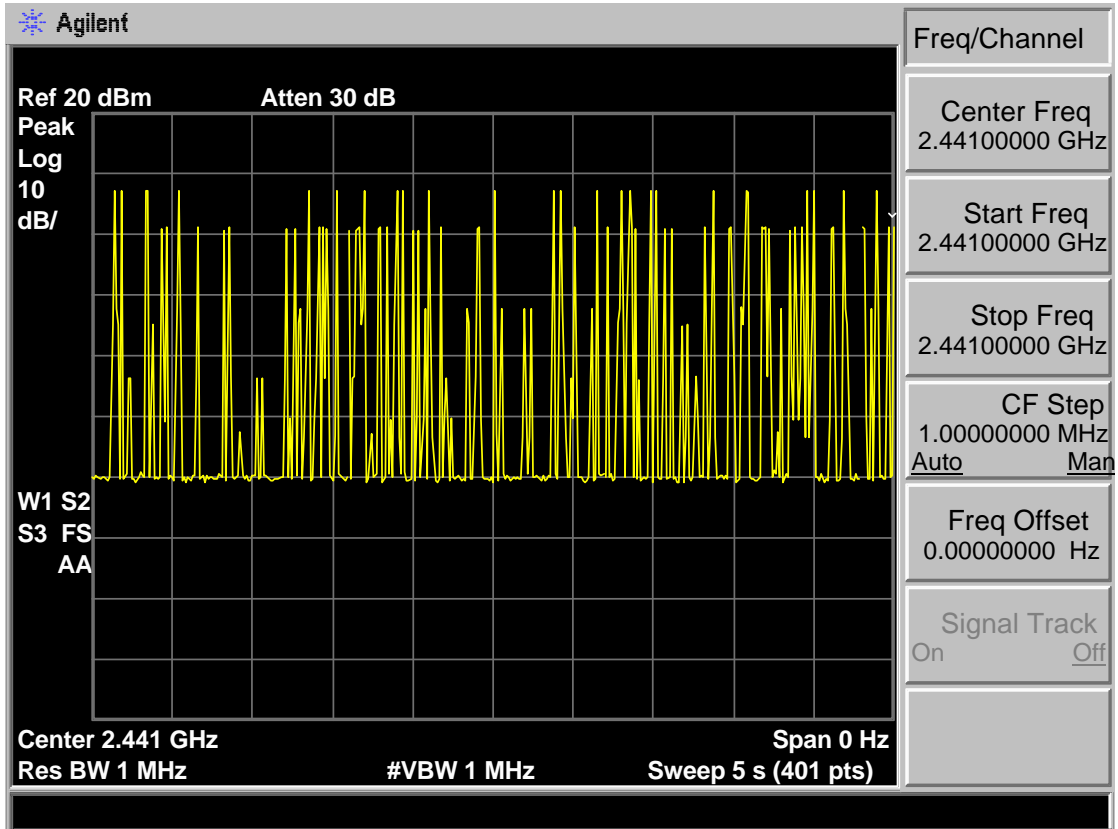 Agilent
Freq/Channel
Ref 20 dBm Atten 30 dB
Peak
Log
10
dB/
W1 S2
S3 FS
AA
Center 2.441 GHz Span 0 Hz
Res BW 1 MHz #VBW 1 MHz Sweep 5 s (401 pts)
Center Freq
2.44100000 GHz
Start Freq
2.44100000 GHz
Stop Freq
2.44100000 GHz
CF Step
1.00000000 MHz
Auto Man
Freq Offset
0.00000000 Hz
Signal Track
On Off